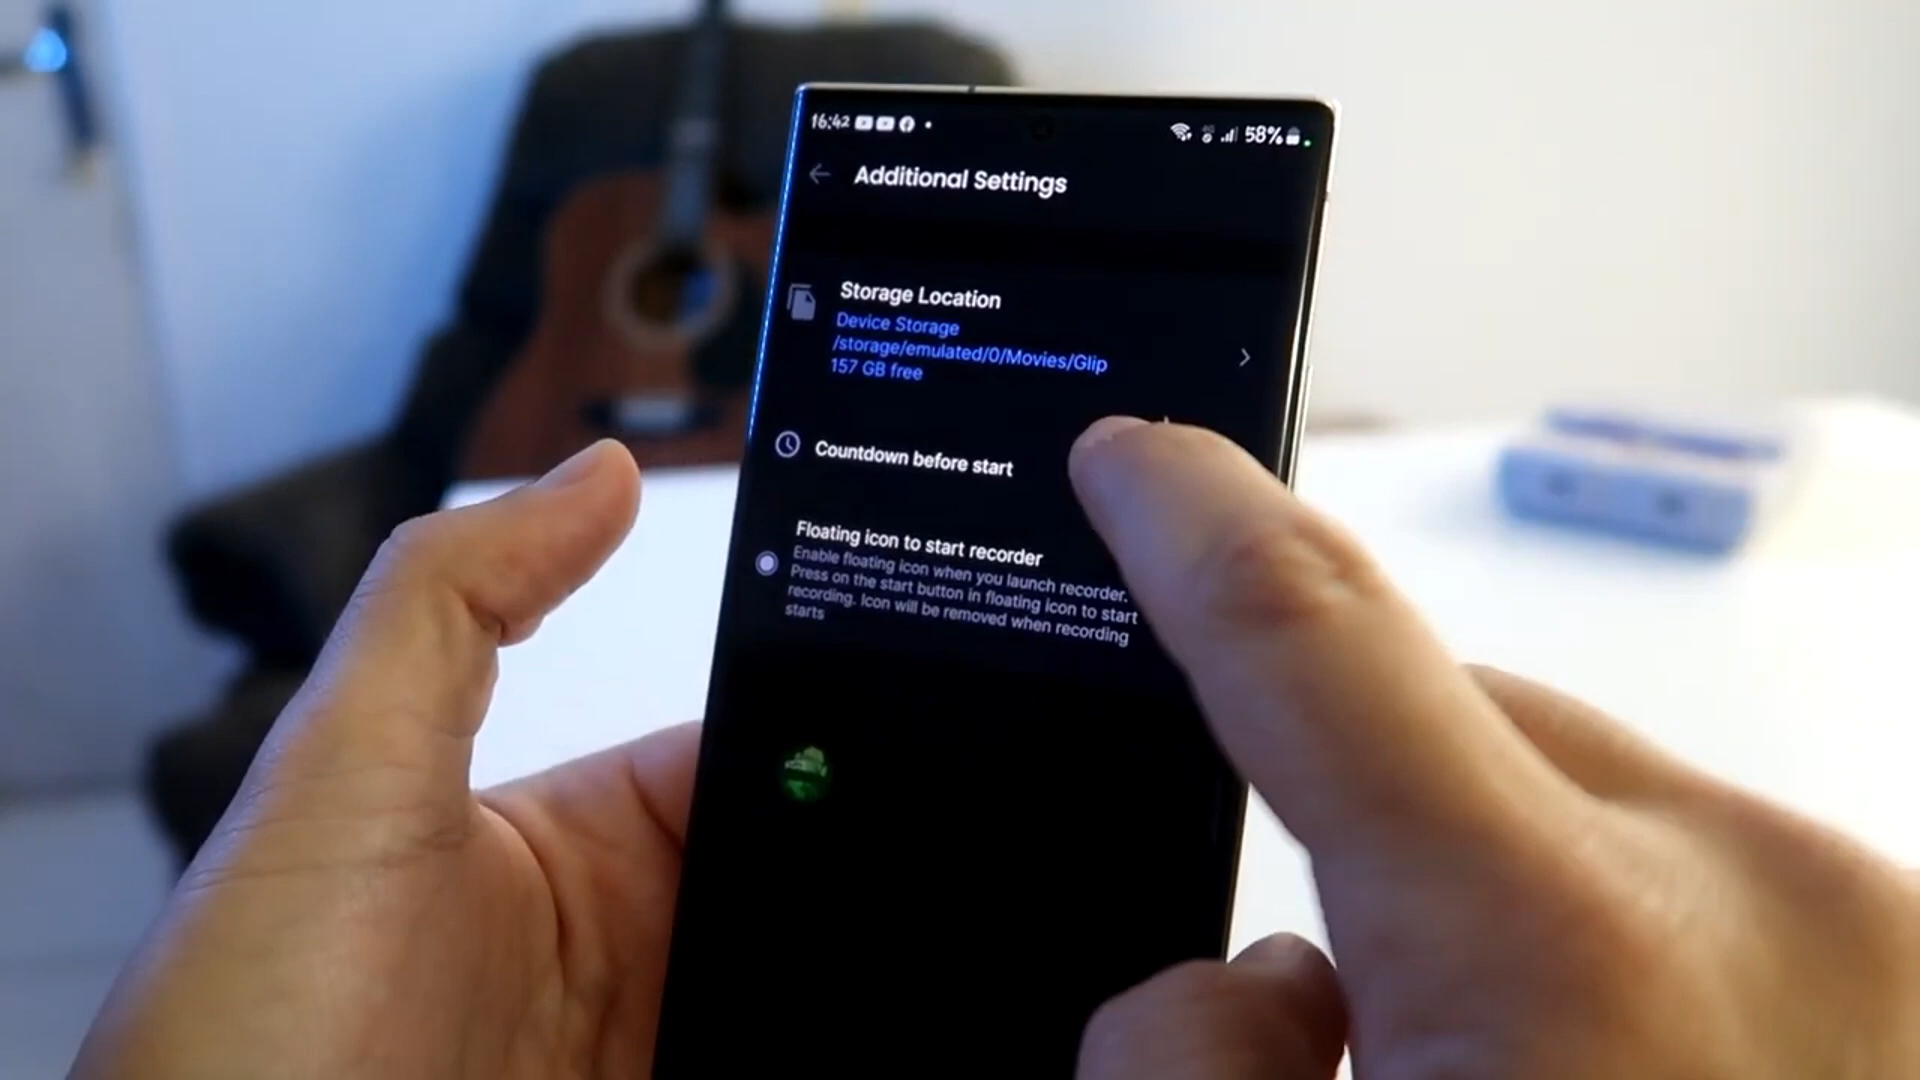 16:42
58%
Additional Settings
Storage Location
Device Storage
/storage/emulated/0/Movies/Glip
157 GB free
Countdown before start
Floating icon to start recorder
Enable floating icon when you launch recorder.
Press on the start button in floating icon to start
recording. Icon will be removed when recording
starts